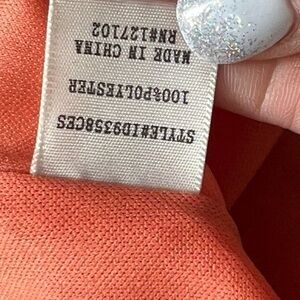 STYLE#ID9358CES
100%POLYESTER
MADE IN CHINA
RN#127102